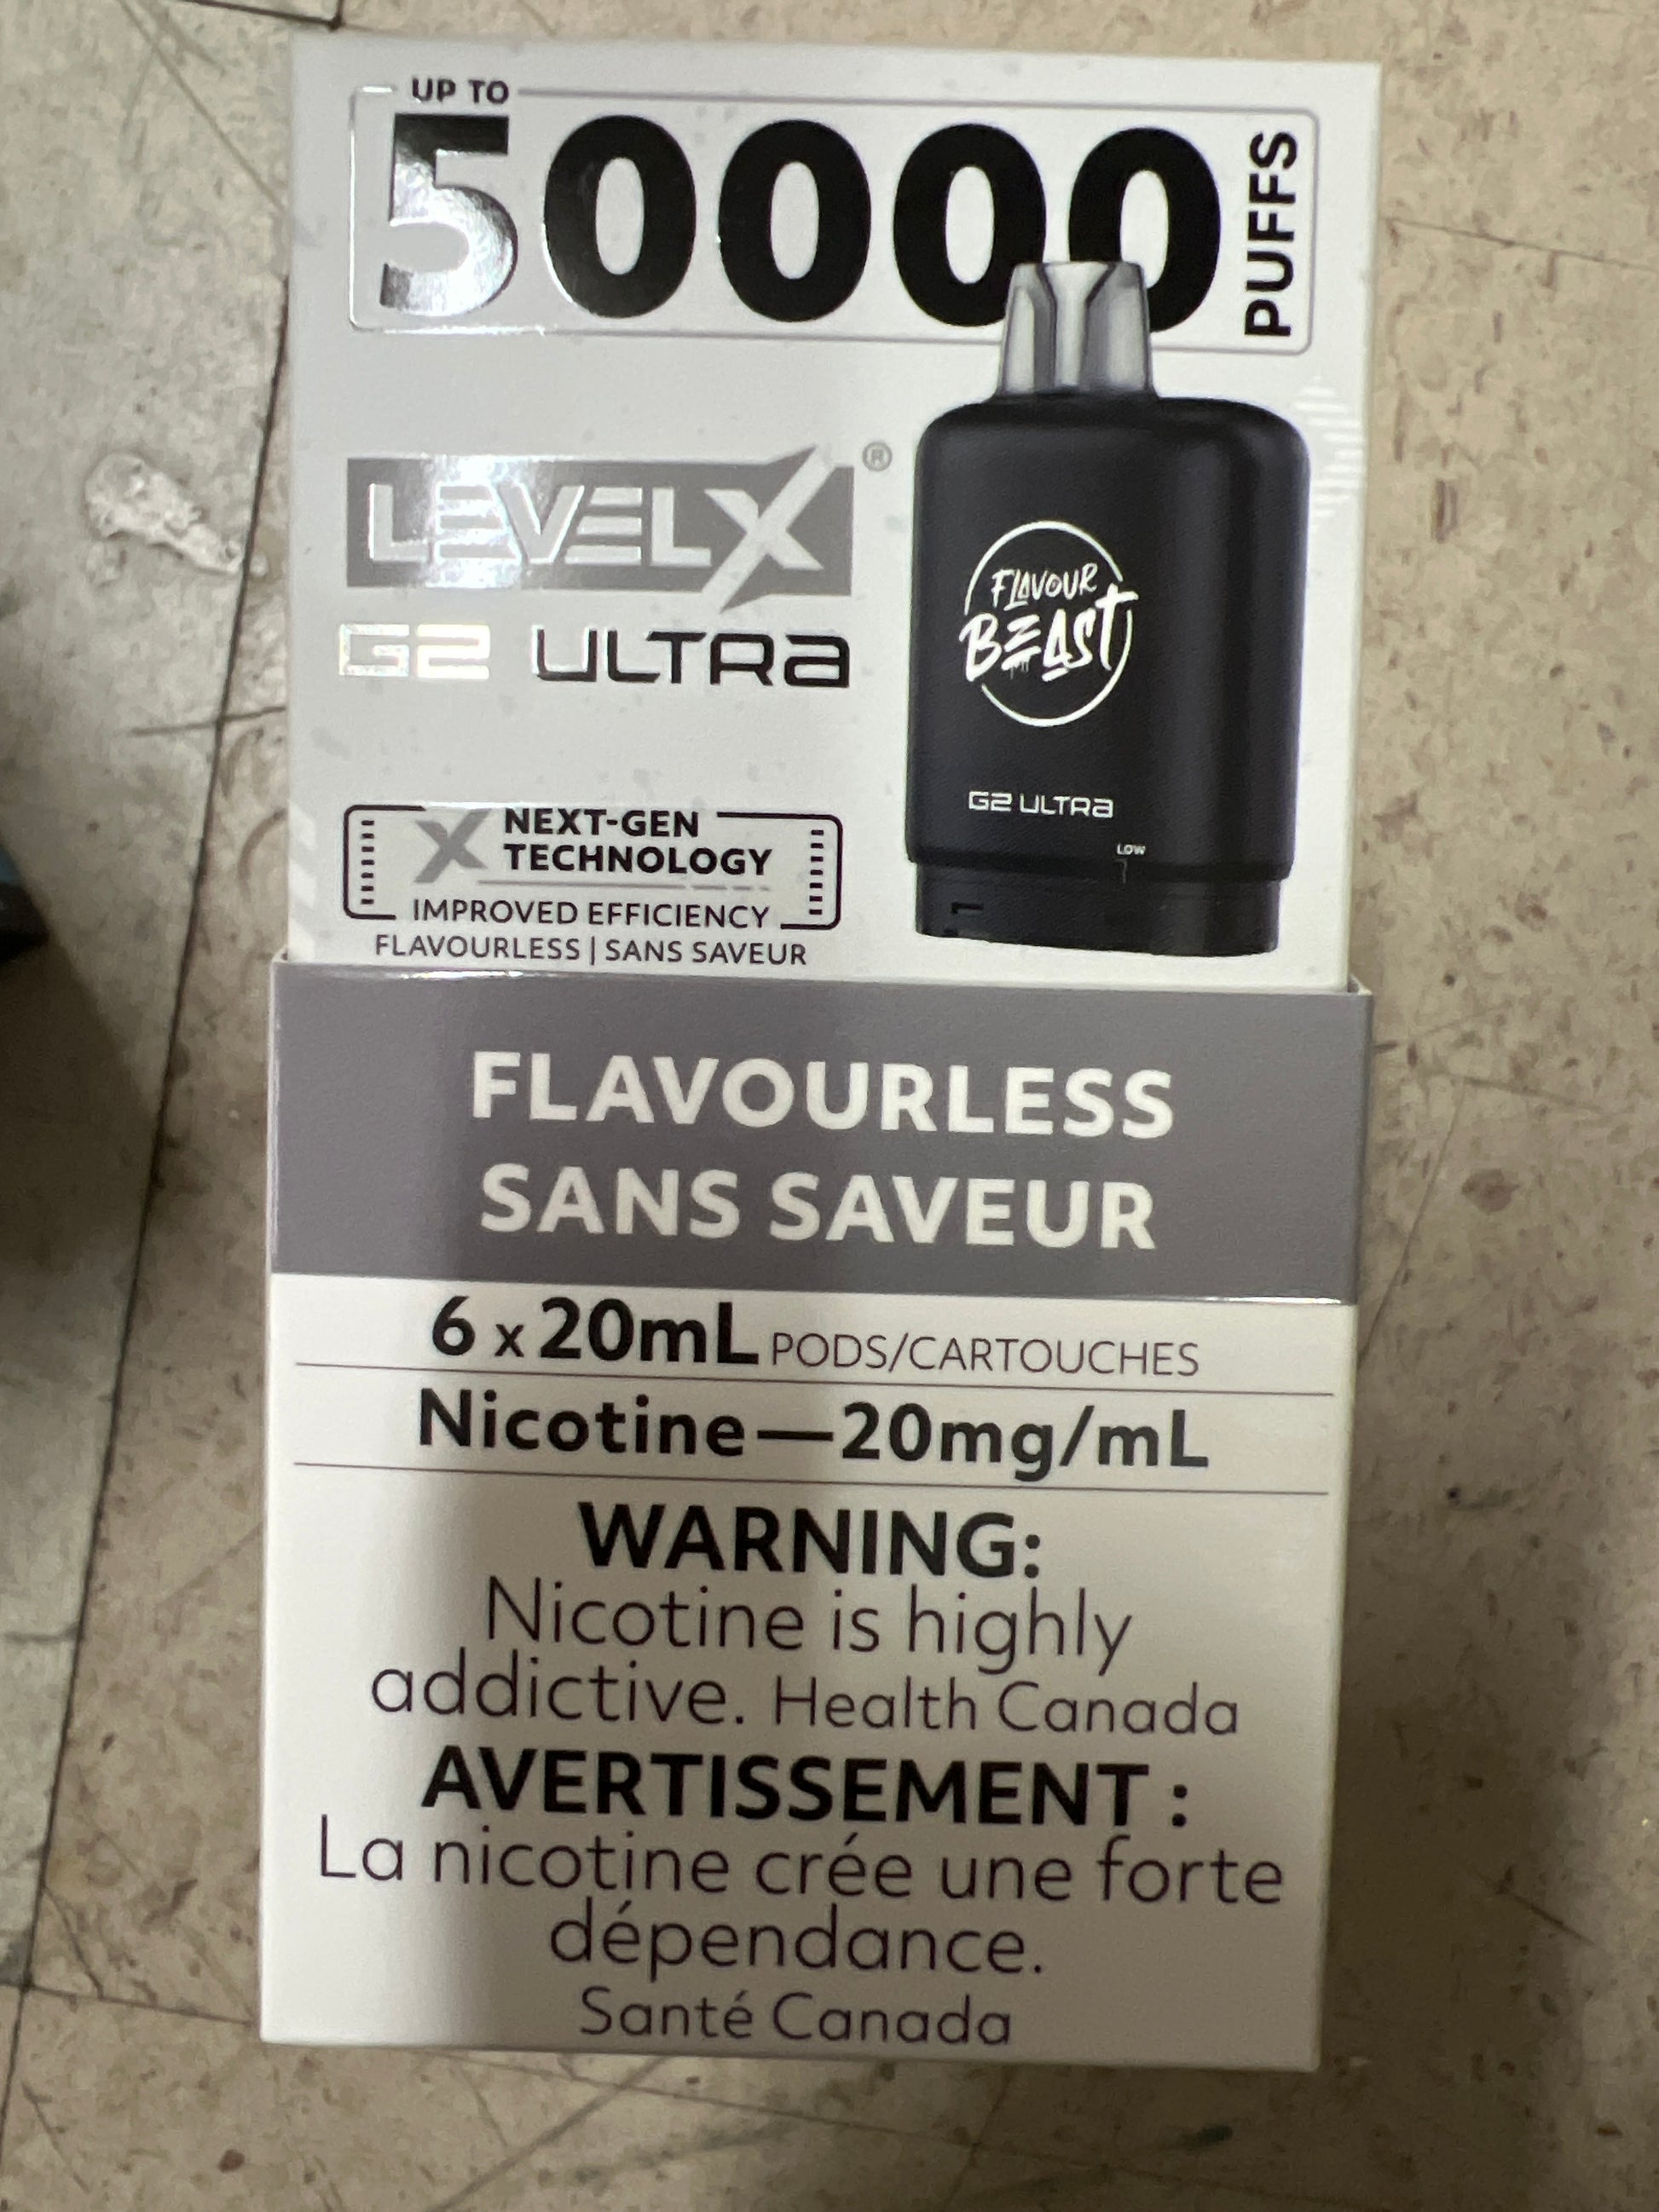 UP TO
50000
PUFFS
LEVELX®
G2 ULTRA
FLAVOUR
BEAST
G2 ULTRA
LOW
X NEXT-GEN
TECHNOLOGY
IMPROVED EFFICIENCY
FLAVOURLESS | SANS SAVEUR
FLAVOURLESS
SANS SAVEUR
6 x 20mL PODS/CARTOUCHES
Nicotine—20mg/mL
WARNING:
Nicotine is highly
addictive. Health Canada
AVERTISSEMENT :
La nicotine crée une forte
dépendance.
Santé Canada